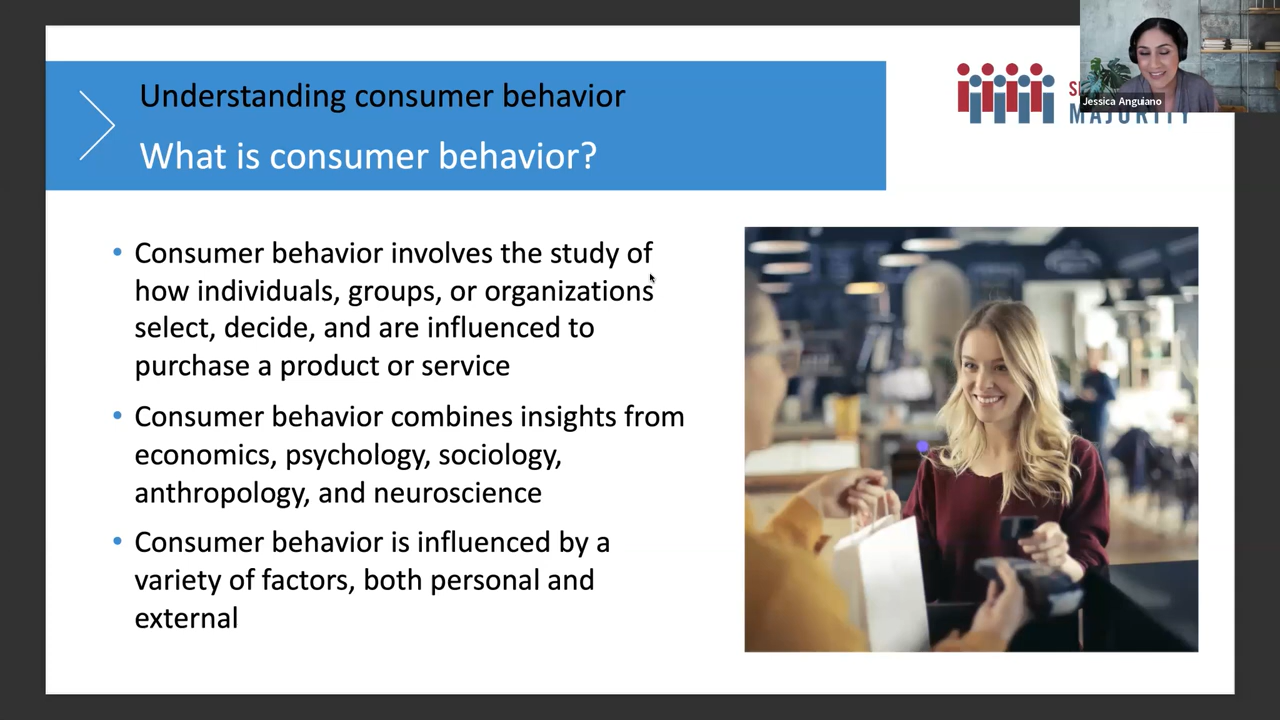 Understanding consumer behavior
What is consumer behavior?
Jessica Anguiano
MAJORITY
• Consumer behavior involves the study of
how individuals, groups, or organizations
select, decide, and are influenced to
purchase a product or service
• Consumer behavior combines insights from
economics, psychology, sociology,
anthropology, and neuroscience
• Consumer behavior is influenced by a
variety of factors, both personal and
external